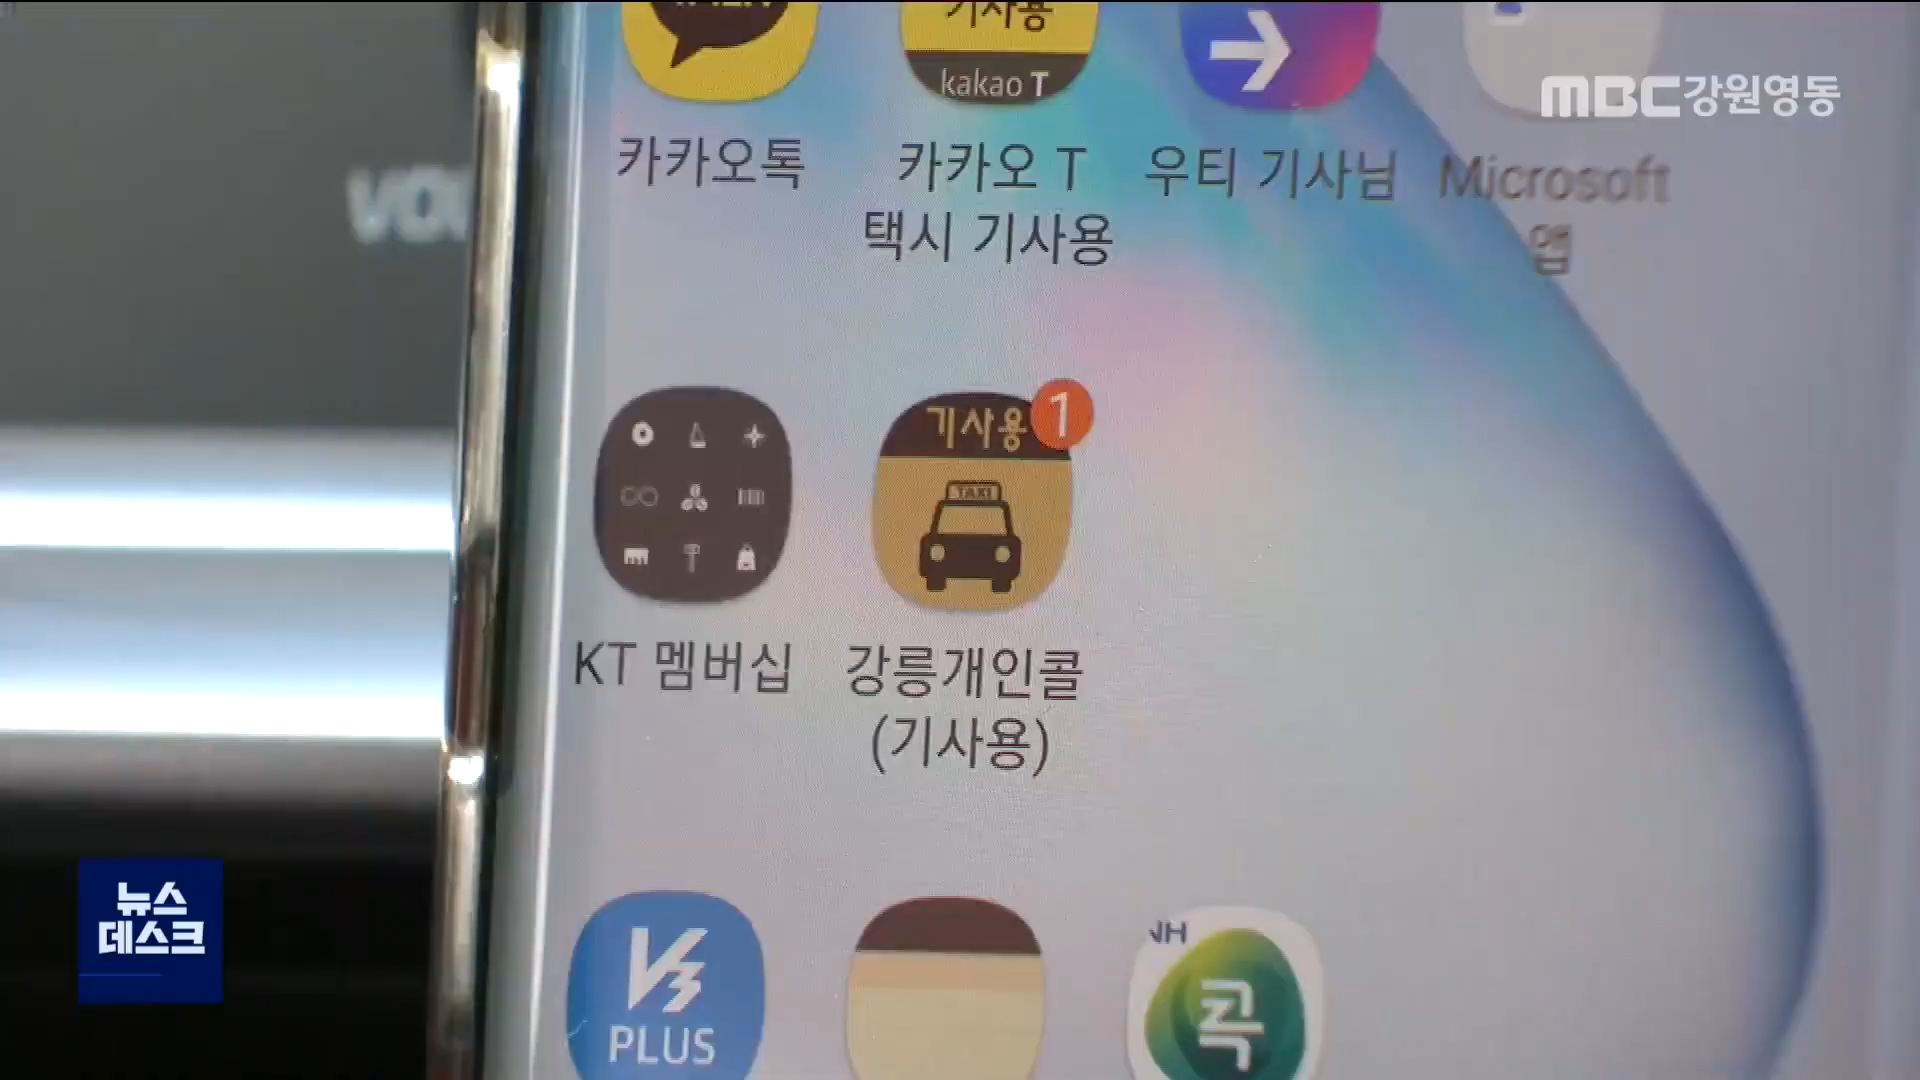 기사용
kakao T
MBC강원영동
카카오톡
카카오 T
택시 기사용
우티 기사님
Microsoft
앱
기사용
1
TAXI
KT 멤버십
강릉개인콜
(기사용)
뉴스
데스크
V3
PLUS
NH
콕